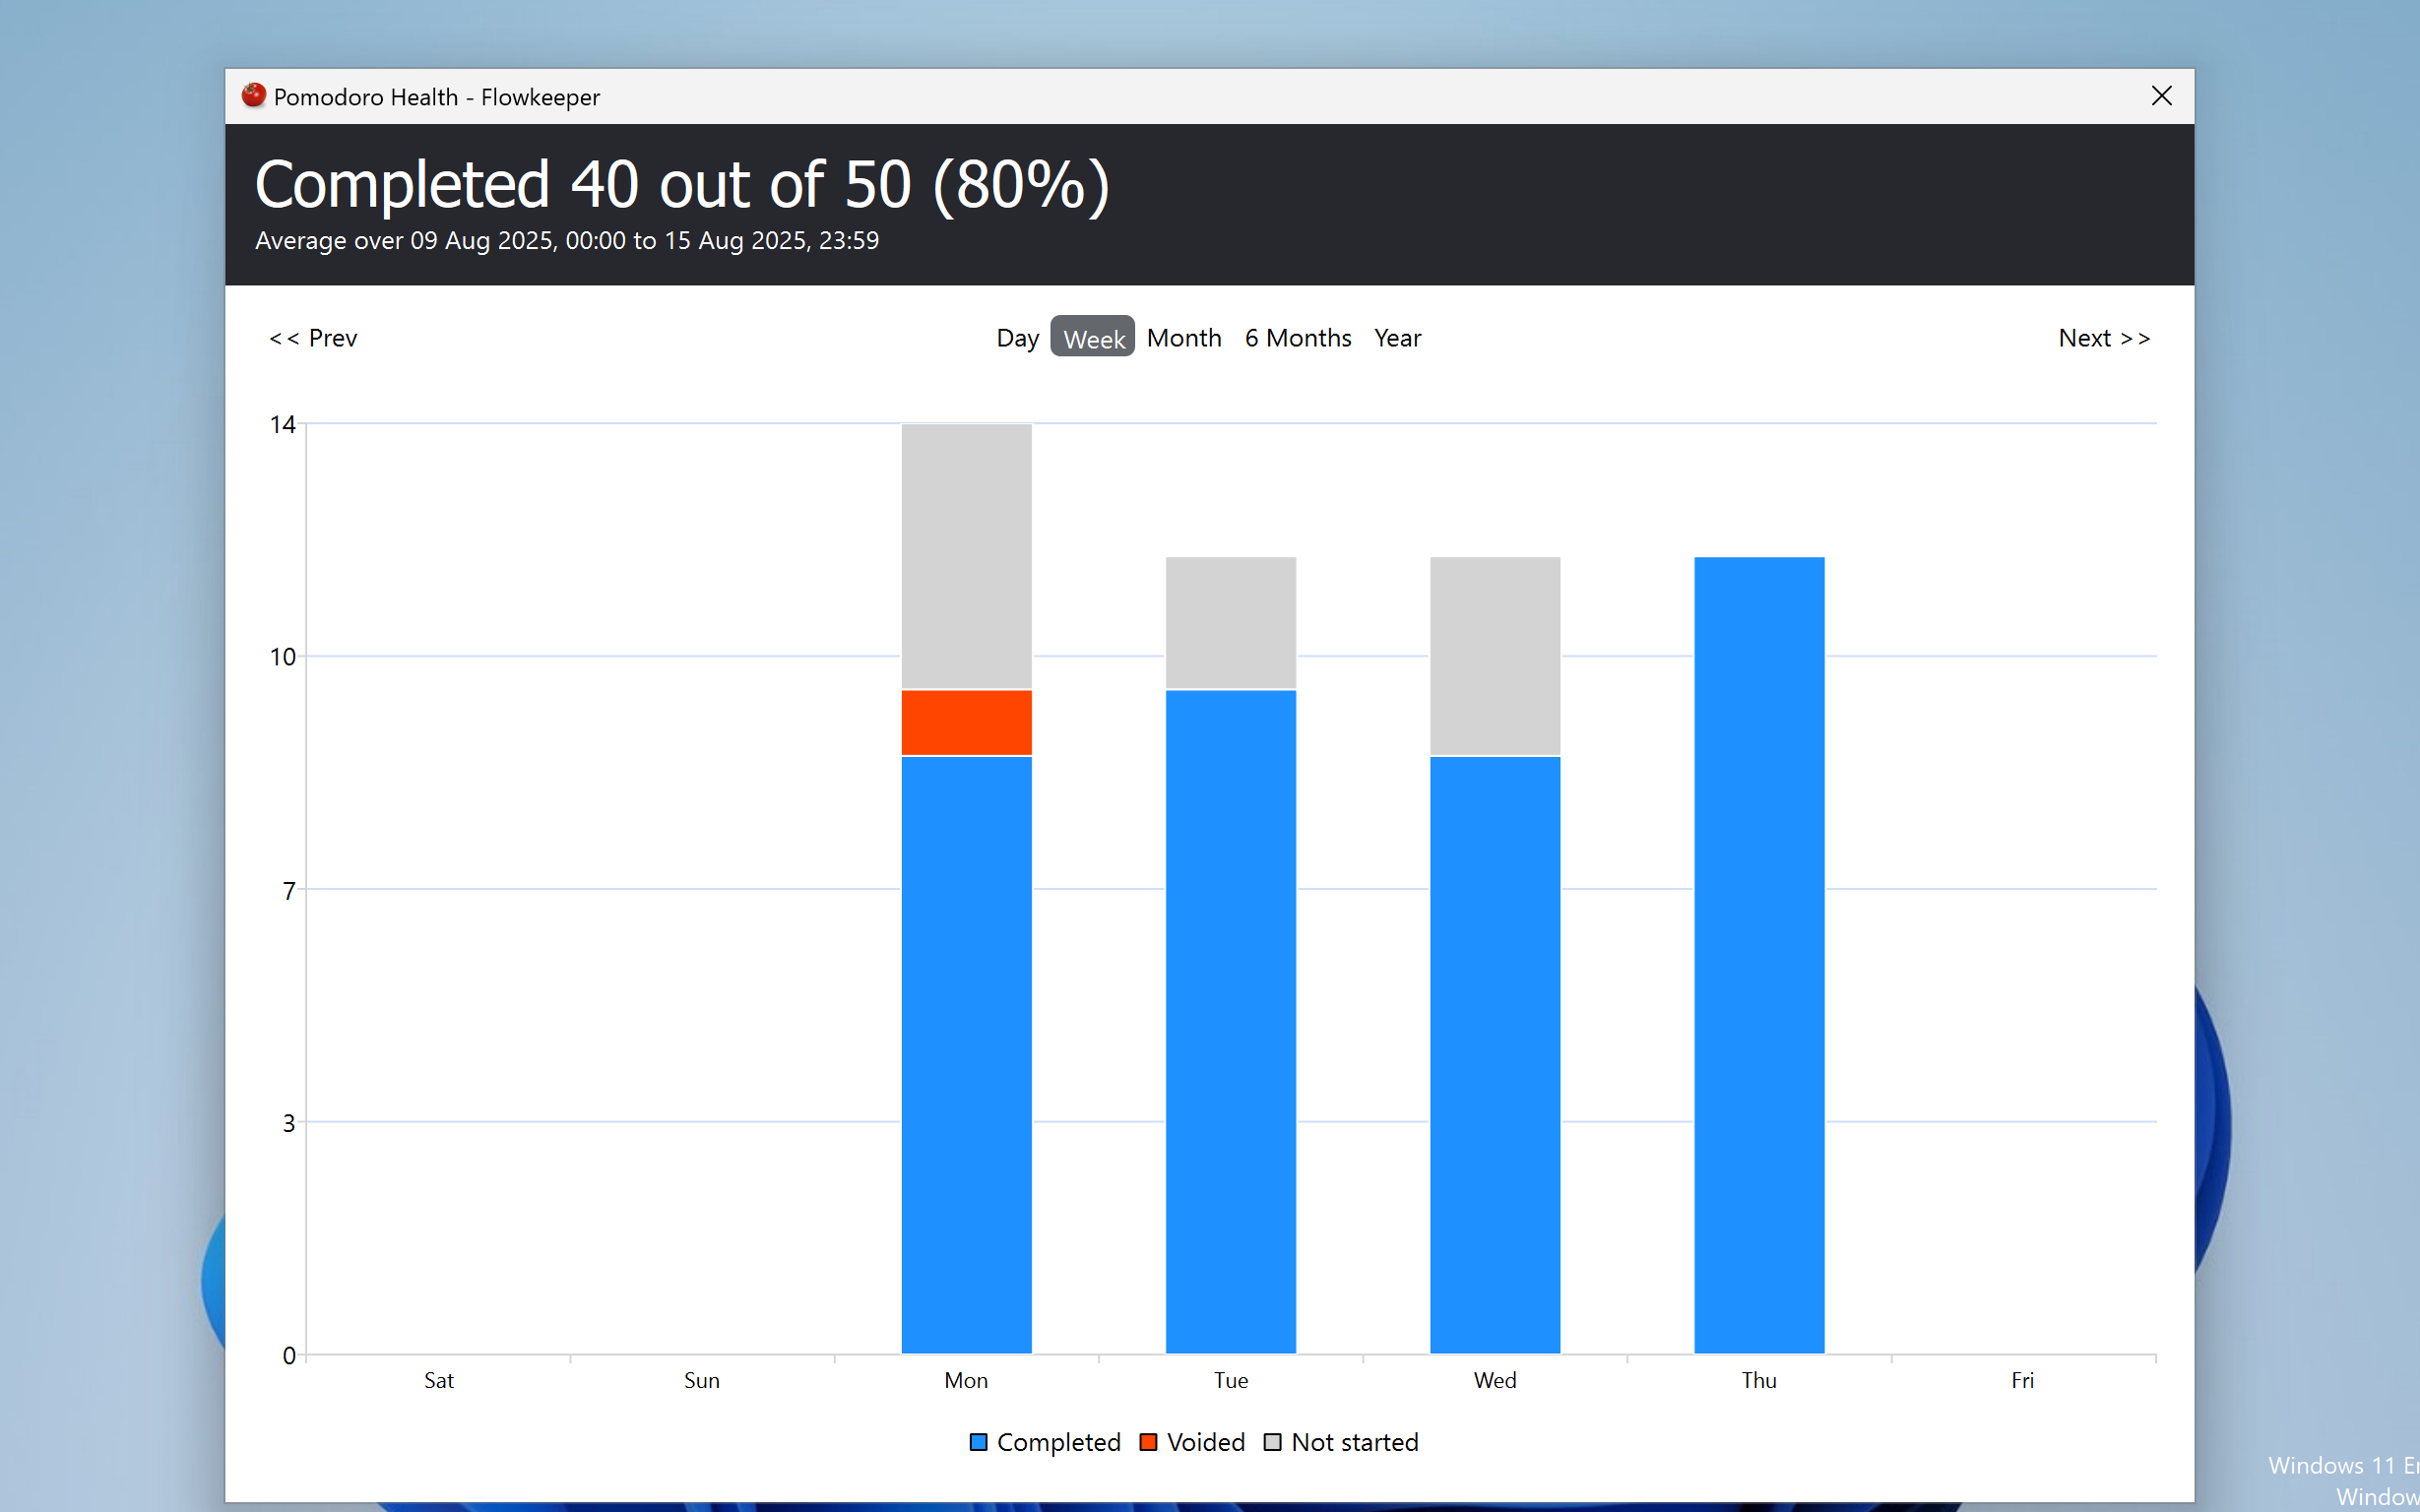 Pomodoro Health - Flowkeeper
Completed 40 out of 50 (80%)
Average over 09 Aug 2025, 00:00 to 15 Aug 2025, 23:59
<< Prev Day Week Month 6 Months Year Next >>
14
10
7
3
0
Sat Sun Mon Tue Wed Thu Fri
Completed Voided Not started
Windows 11
Window